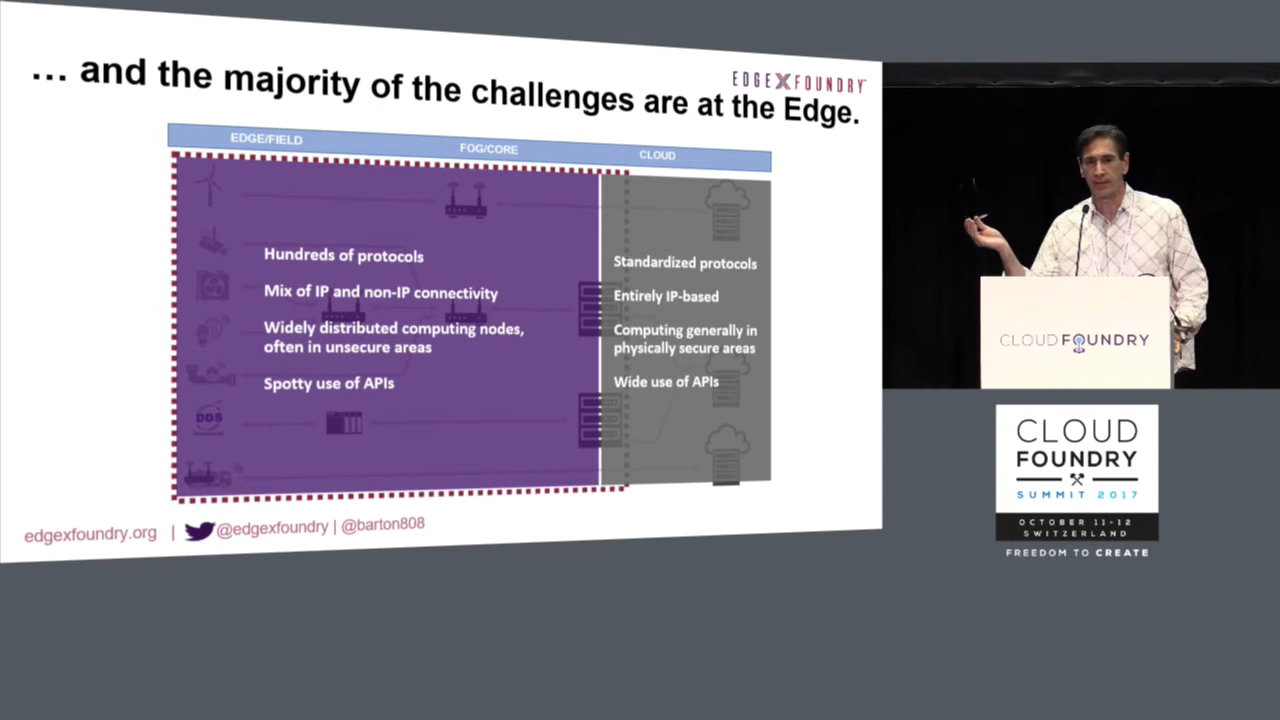 … and the majority of the challenges are at the Edge.
EDGE X FOUNDRY
EDGE/FIELD
FOG/CORE
CLOUD
Hundreds of protocols
Mix of IP and non-IP connectivity
Widely distributed computing nodes,
often in unsecure areas
Spotty use of APIs
Standardized protocols
Entirely IP-based
Computing generally in
physically secure areas
Wide use of APIs
DDS
edgexfoundry.org | @edgexfoundry | @barton808
CLOUDFOUNDRY
CLOUD
FOUNDRY
SUMMIT 2017
OCTOBER 11-12
SWITZERLAND
FREEDOM TO CREATE